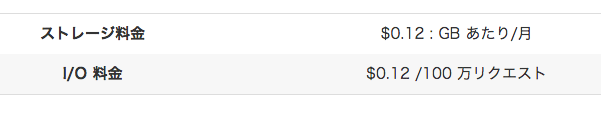 ストレージ料金 $0.12 : GB あたり/月
I/O 料金 $0.12 /100 万リクエスト